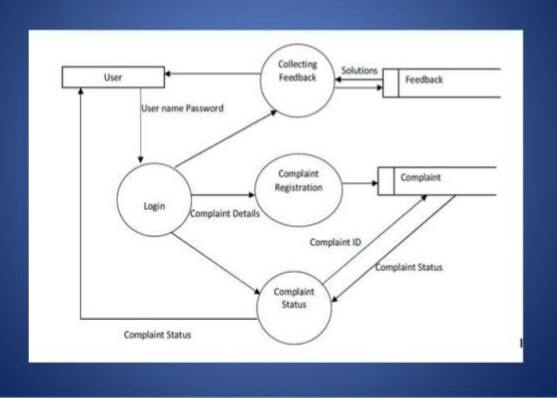 Collecting
Feedback
Solutions
Feedback
User
User name Password
Complaint
Registration
Complaint
Login
Complaint Details
Complaint ID
Complaint Status
Complaint
Status
Complaint Status